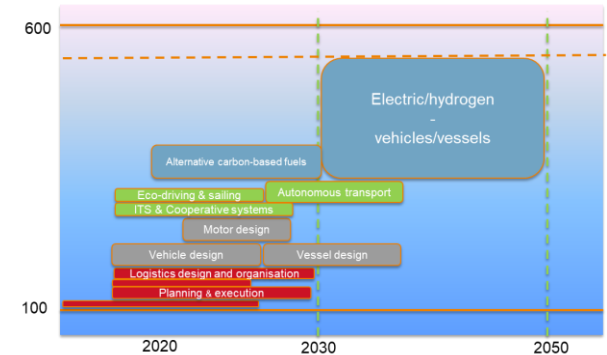 600
Electric/hydrogen
-
vehicles/vessels
Alternative carbon-based fuels
Autonomous transport
Eco-driving & sailing
ITS & Cooperative systems
Motor design
Vehicle design
Vessel design
Logistics design and organisation
Planning & execution
100
2020
2030
2050